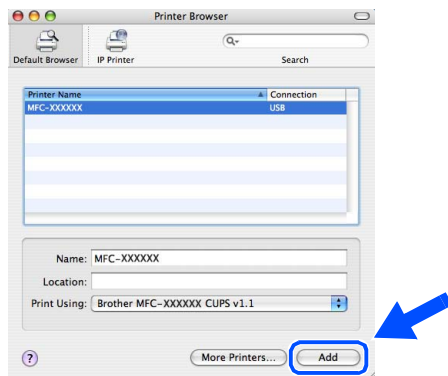 Printer Browser
Default Browser
IP Printer
Search
Printer Name
Connection
MFC-XXXXXX
USB
Name: MFC-XXXXXX
Location:
Print Using: Brother MFC-XXXXXX CUPS v1.1
? More Printers... Add